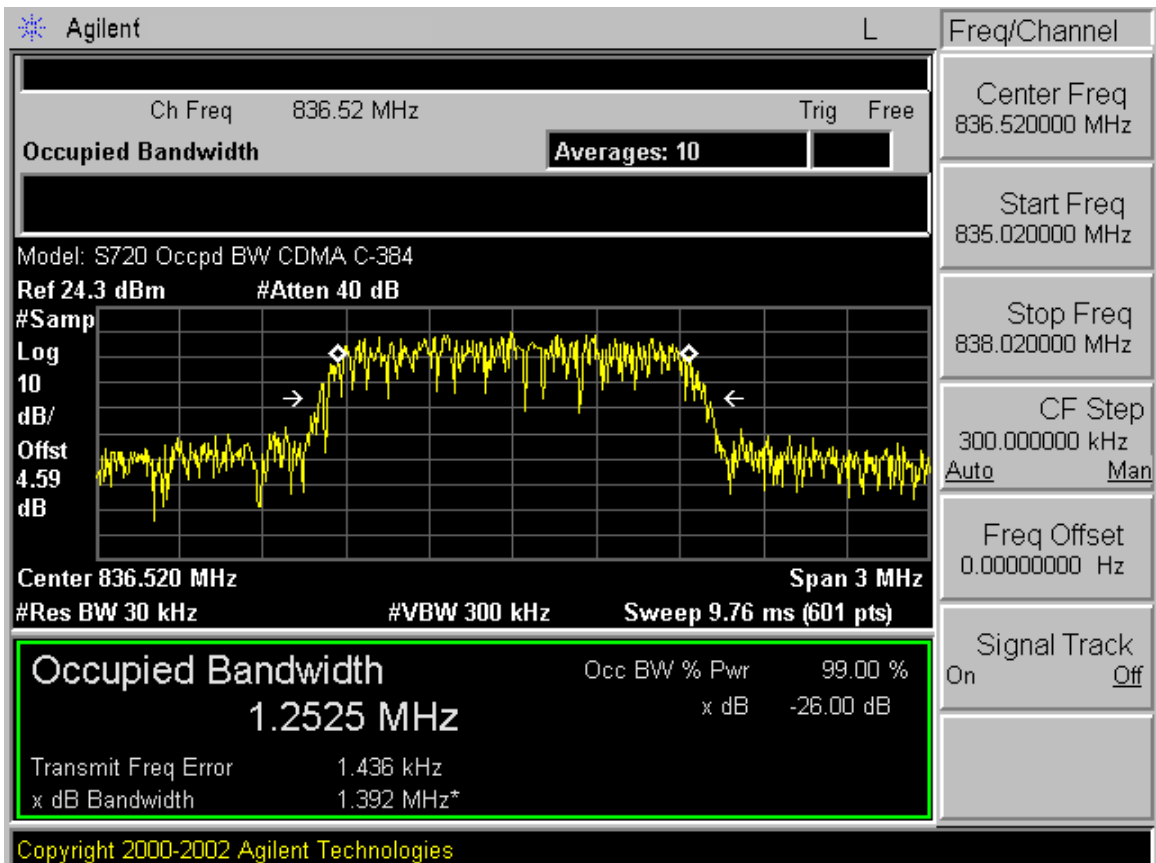 Agilent L Freq/Channel
Ch Freq 836.52 MHz Trig Free
Occupied Bandwidth Averages: 10
Center Freq
836.520000 MHz
Start Freq
835.020000 MHz
Model: S720 Occpd BW CDMA C-384
Ref 24.3 dBm #Atten 40 dB
#Samp
Log
10
dB/
Offst
4.59
dB
Stop Freq
838.020000 MHz
CF Step
300.000000 kHz
Auto Man
Freq Offset
0.00000000 Hz
Center 836.520 MHz Span 3 MHz
#Res BW 30 kHz #VBW 300 kHz Sweep 9.76 ms (601 pts)
Signal Track
On Off
Occupied Bandwidth Occ BW % Pwr 99.00 %
1.2525 MHz x dB -26.00 dB
Transmit Freq Error 1.436 kHz
x dB Bandwidth 1.392 MHz*
Copyright 2000-2002 Agilent Technologies